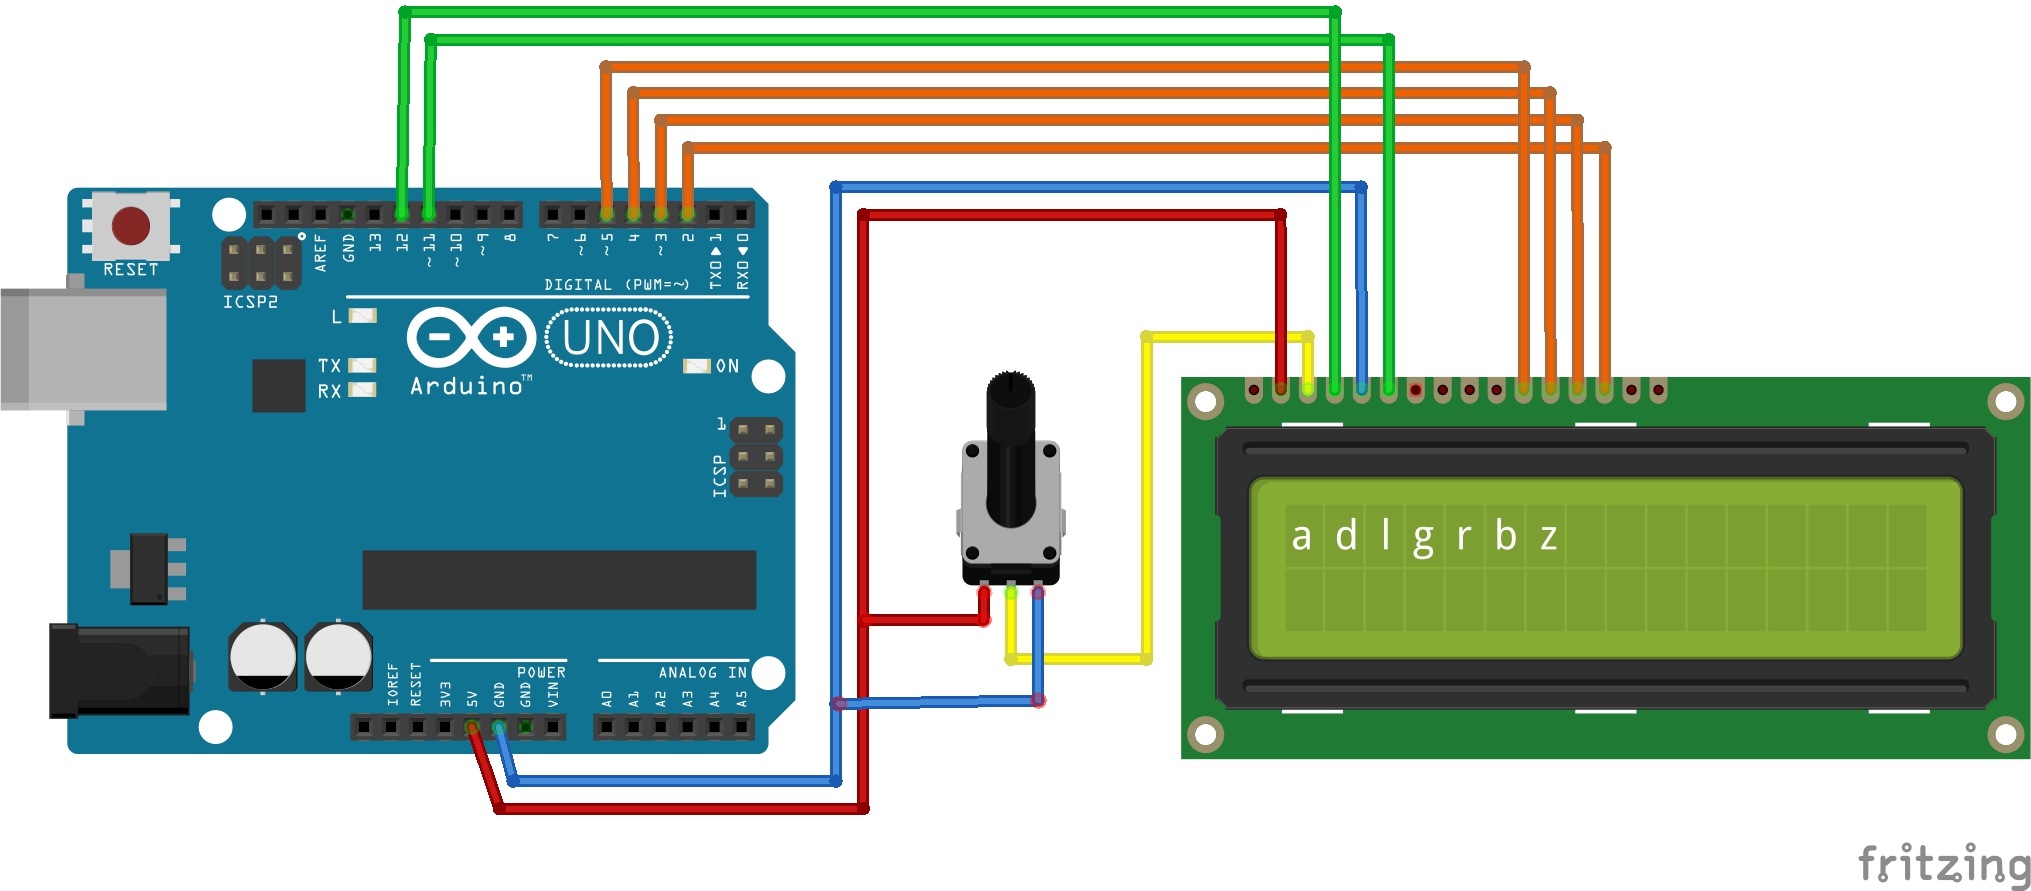 RESET
ICSP2
AREF
GND
13
12
~11
~10
~9
8
7
~6
~5
4
~3
2
TX0▶1
RX0◀0
DIGITAL (PWM=~)
L
TX
RX
UNO
Arduino™
ON
1
ICSP
a d l g r b z
POWER
ANALOG IN
IOREF
RESET
3V3
5V
GND
GND
VIN
A0
A1
A2
A3
A4
A5
fritzing